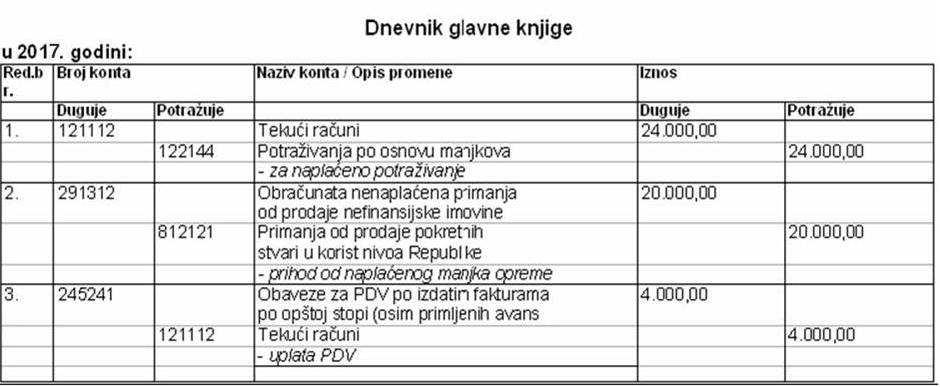 Dnevnik glavne knjige
u 2017. godini:
Red.b Broj konta Naziv konta / Opis promene Iznos
r.
Duguje Potražuje Duguje Potražuje
1. 121112 Tekući računi 24.000,00
122144 Potraživanja po osnovu manjkova 24.000,00
- za naplaćeno potraživanje
2. 291312 Obračunata nenaplaćena primanja 20.000,00
od prodaje nefinansijske imovine
812121 Primanja od prodaje pokretnih 20.000,00
stvari u korist nivoa Republike
- prihod od naplaćenog manjka opreme
3. 245241 Obaveze za PDV po izdatim fakturama 4.000,00
po opštoj stopi (osim primljenih avans
121112 Tekući računi 4.000,00
- uplata PDV